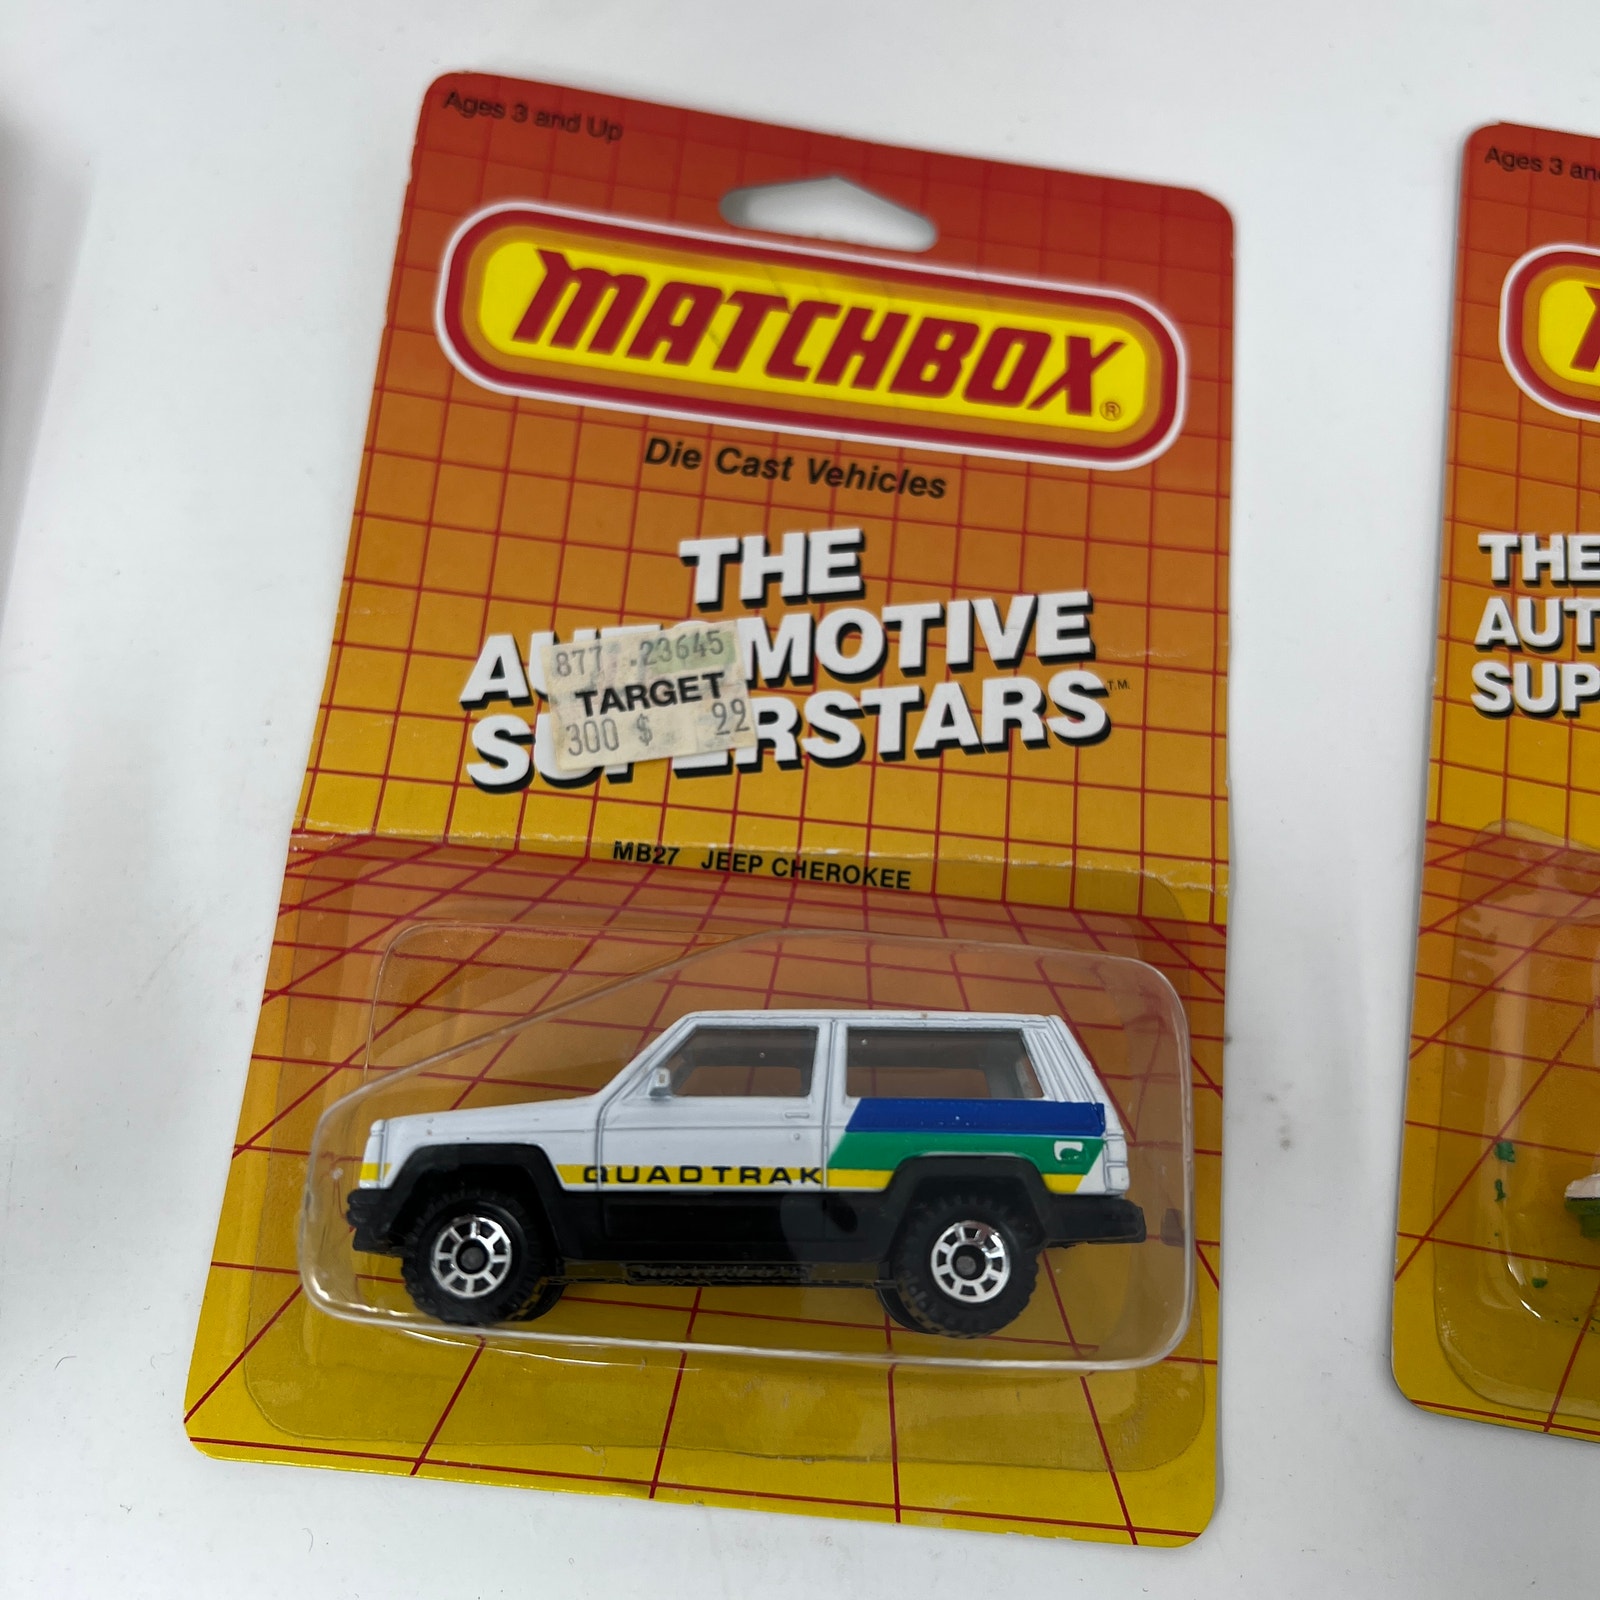 Ages 3 and Up
MATCHBOX®
Die Cast Vehicles
THE
AUTOMOTIVE
SUPERSTARS T.M.
877 .23645
TARGET
300 $ 22
MB27 JEEP CHEROKEE
QUADTRAK
Ages 3 an
THE
AUT
SUP